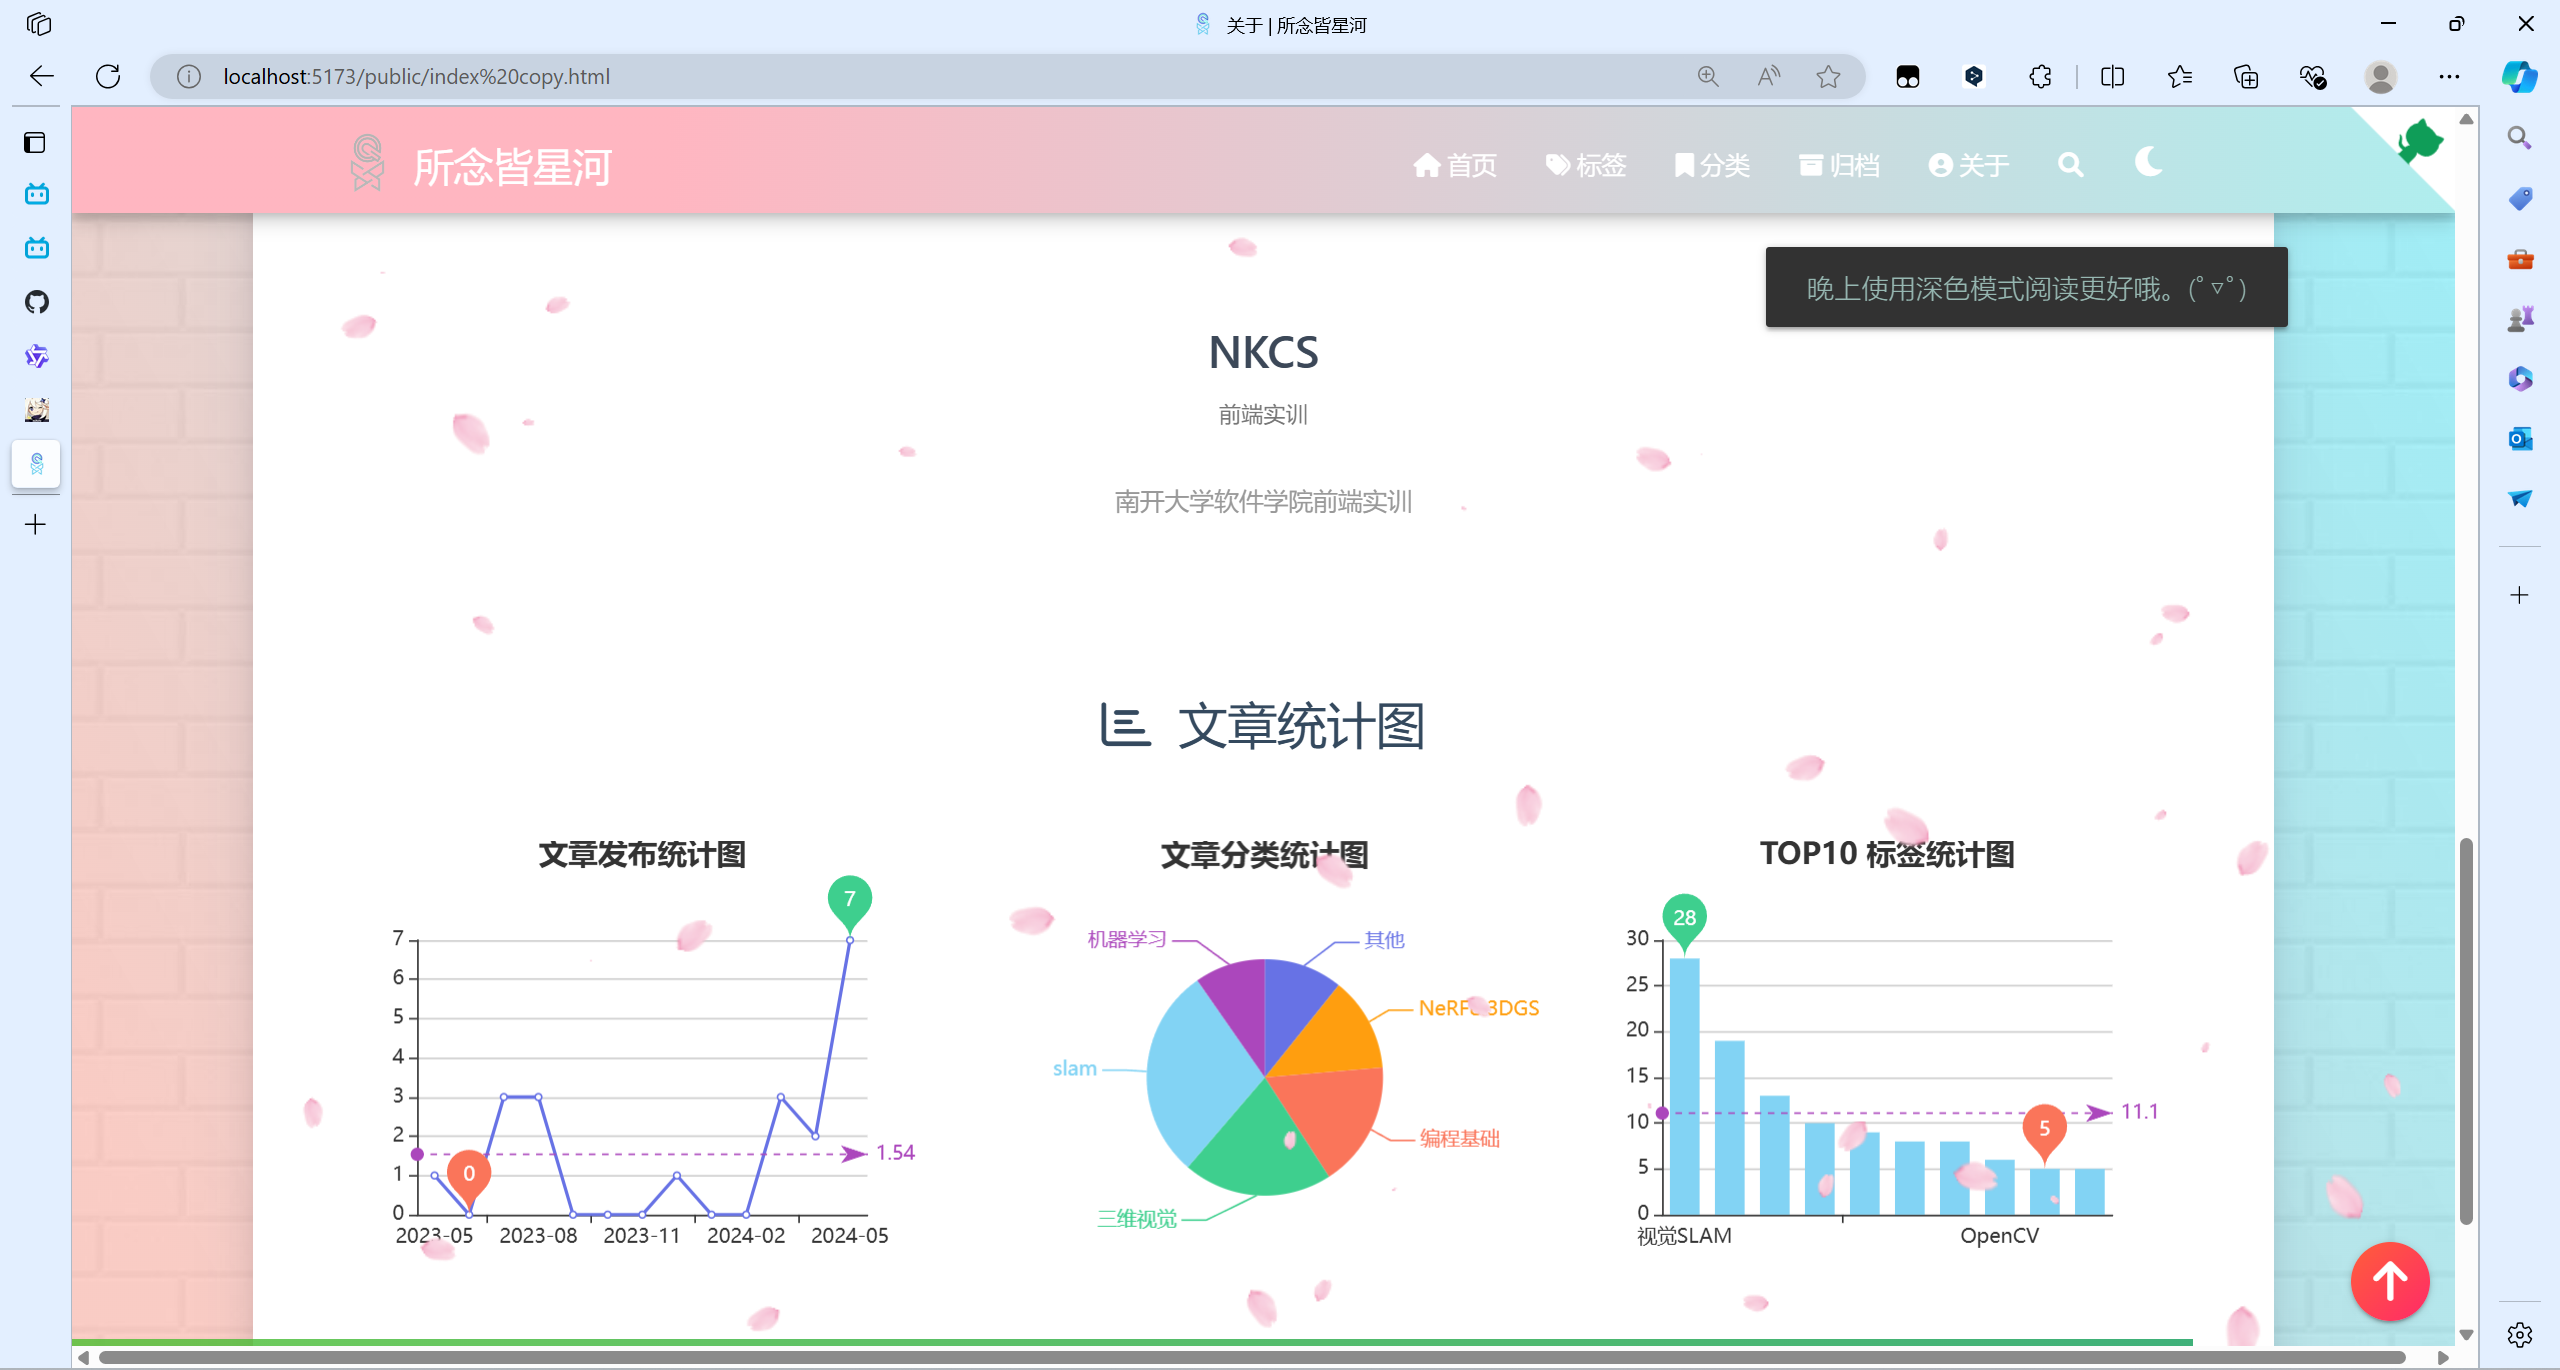 关于 | 所念皆星河
localhost:5173/public/index%20copy.html
所念皆星河
首页 标签 分类 归档 关于
晚上使用深色模式阅读更好哦。(ﾟ▽ﾟ)
NKCS
前端实训
南开大学软件学院前端实训
文章统计图
文章发布统计图
7
7
6
5
4
3
2
1
0
0
1.54
2023-05 2023-08 2023-11 2024-02 2024-05
文章分类统计图
机器学习
其他
3DGS
slam
编程基础
三维视觉
TOP10 标签统计图
28
30
25
20
15
10
5
0
11.1
5
视觉SLAM OpenCV